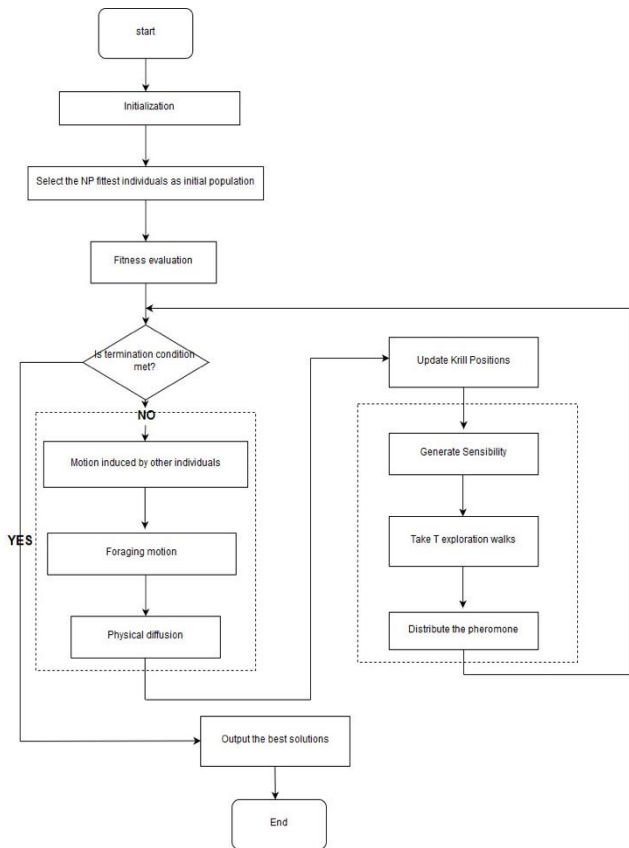 start
Initialization
Select the NP fittest individuals as initial population
Fitness evaluation
Is termination condition
met?
NO
Motion induced by other individuals
Foraging motion
Physical diffusion
YES
Update Krill Positions
Generate Sensibility
Take T exploration walks
Distribute the pheromone
Output the best solutions
End